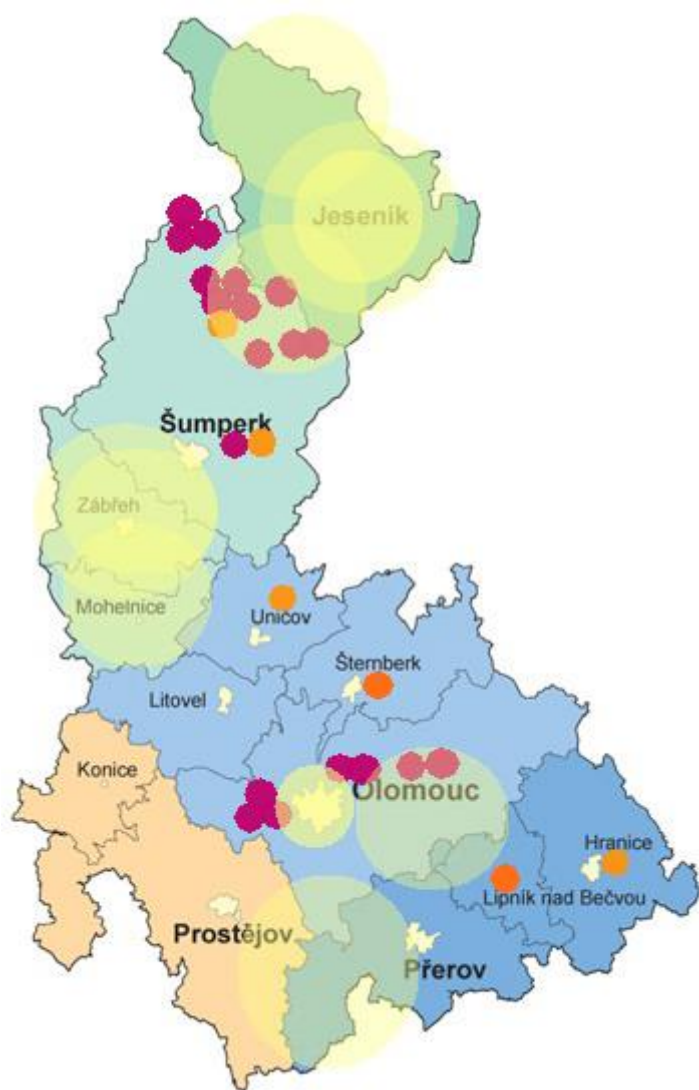 Jeseník
Šumperk
Zábřeh
Mohelnice
Uničov
Šternberk
Litovel
Konice
Olomouc
Hranice
Lipník nad Bečvou
Prostějov
Přerov